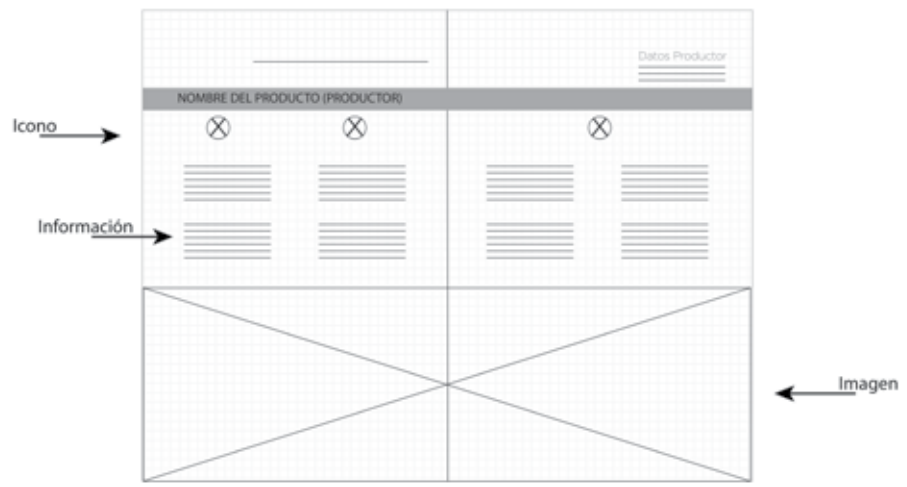 Datos Productor
NOMBRE DEL PRODUCTO (PRODUCTOR)
Icono
Información
Imagen